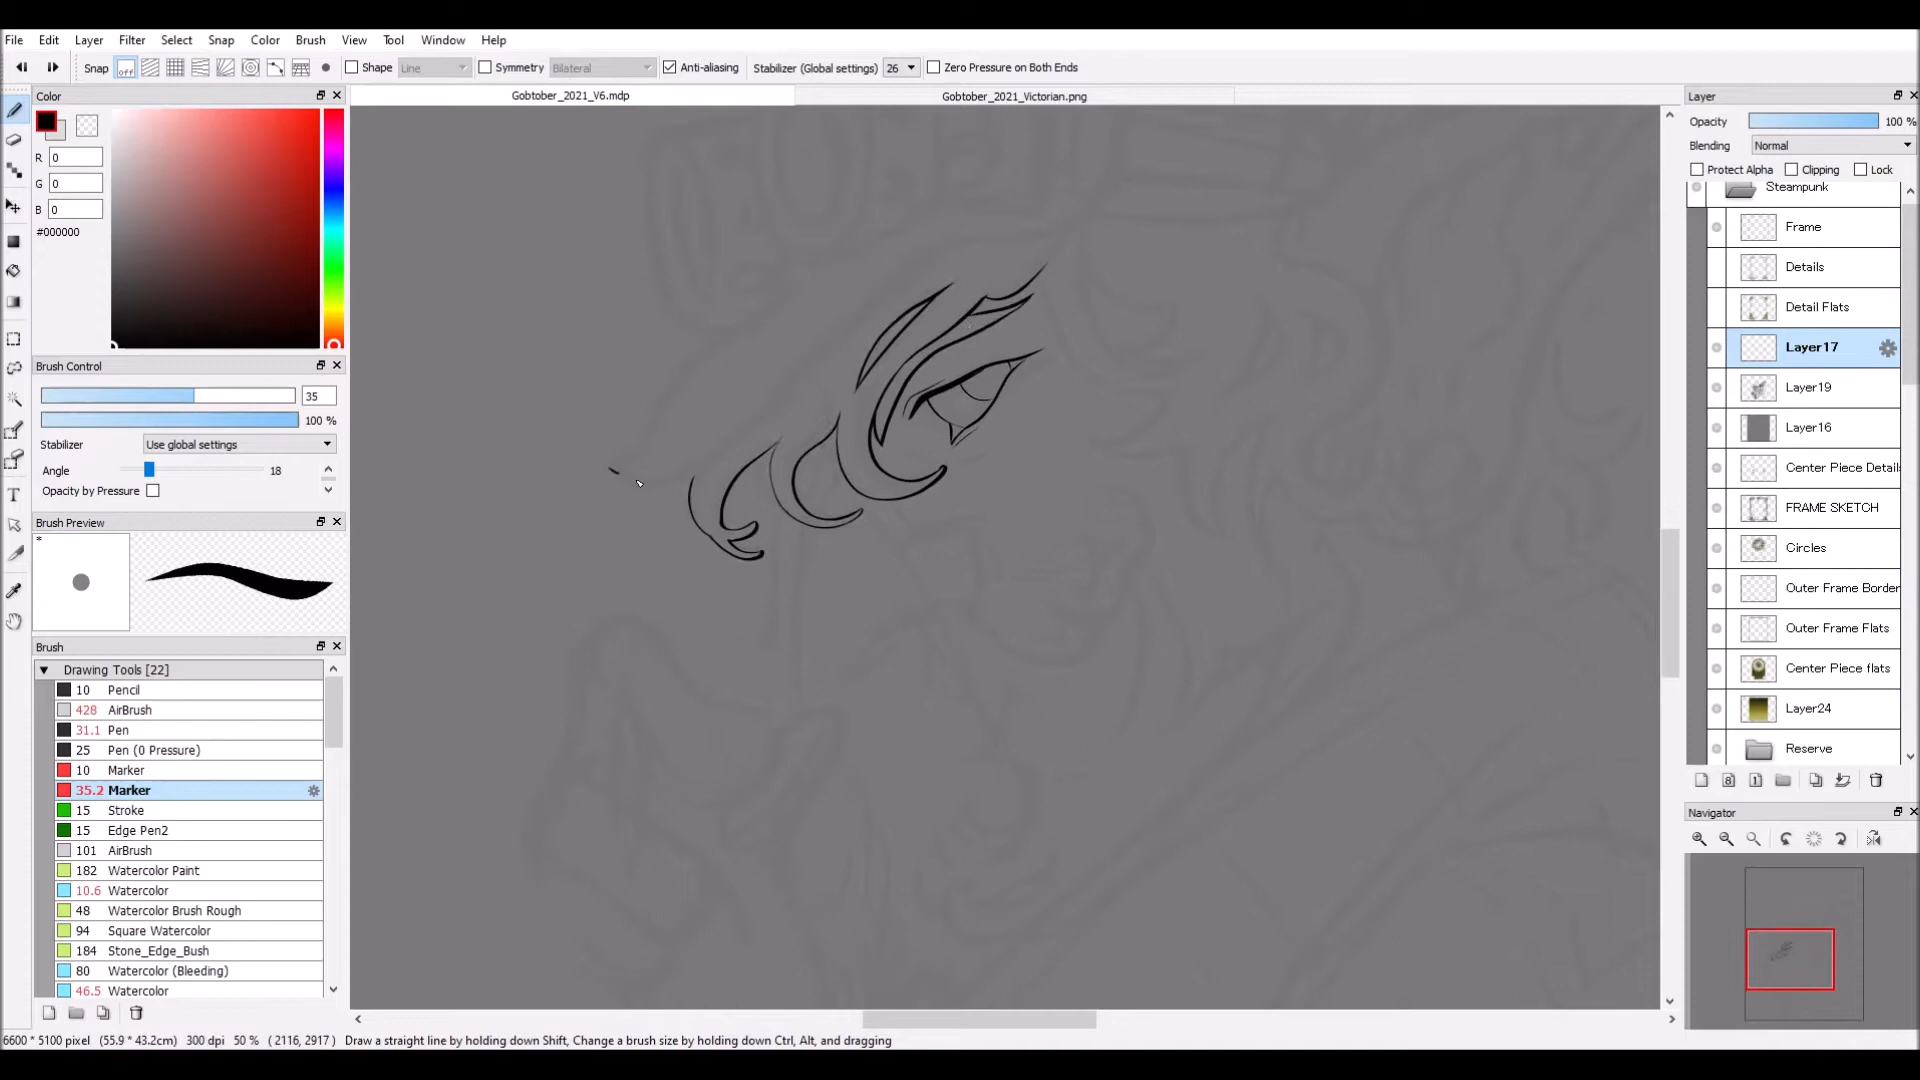 File Edit Layer Filter Select Snap Color Brush View Tool Window Help
Snap off Shape Line Symmetry Bilateral Anti-aliasing Stabilizer (Global settings) 26 Zero Pressure on Both Ends
Color
Gobtober_2021_V6.mdp
Gobtober_2021_Victorian.png
R 0
G 0
B 0
#000000
Brush Control
35
100 %
Stabilizer Use global settings
Angle 18
Opacity by Pressure
Brush Preview
*
Brush
Drawing Tools [22]
10 Pencil
428 AirBrush
31.1 Pen
25 Pen (0 Pressure)
10 Marker
35.2 Marker
15 Stroke
15 Edge Pen2
101 AirBrush
182 Watercolor Paint
10.6 Watercolor
48 Watercolor Brush Rough
94 Square Watercolor
184 Stone_Edge_Bush
80 Watercolor (Bleeding)
46.5 Watercolor
Layer
Opacity 100 %
Blending Normal
Protect Alpha Clipping Lock
Steampunk
Frame
Details
Detail Flats
Layer17
Layer19
Layer16
Center Piece Detail
FRAME SKETCH
Circles
Outer Frame Border
Outer Frame Flats
Center Piece flats
Layer24
Reserve
8 1
Navigator
6600 * 5100 pixel (55.9 * 43.2cm) 300 dpi 50 % ( 2116, 2917 ) Draw a straight line by holding down Shift, Change a brush size by holding down Ctrl, Alt, and dragging